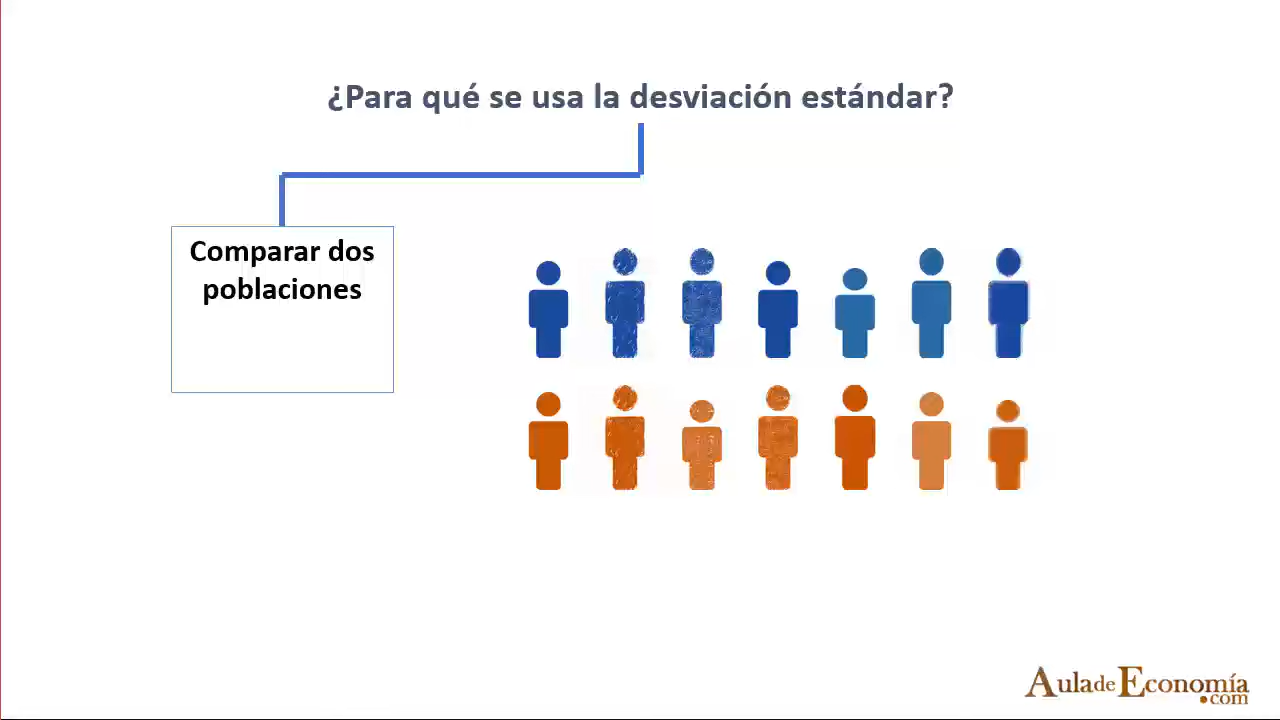 ¿Para qué se usa la desviación estándar?
Comparar dos
poblaciones
AuladeEconomía
.com